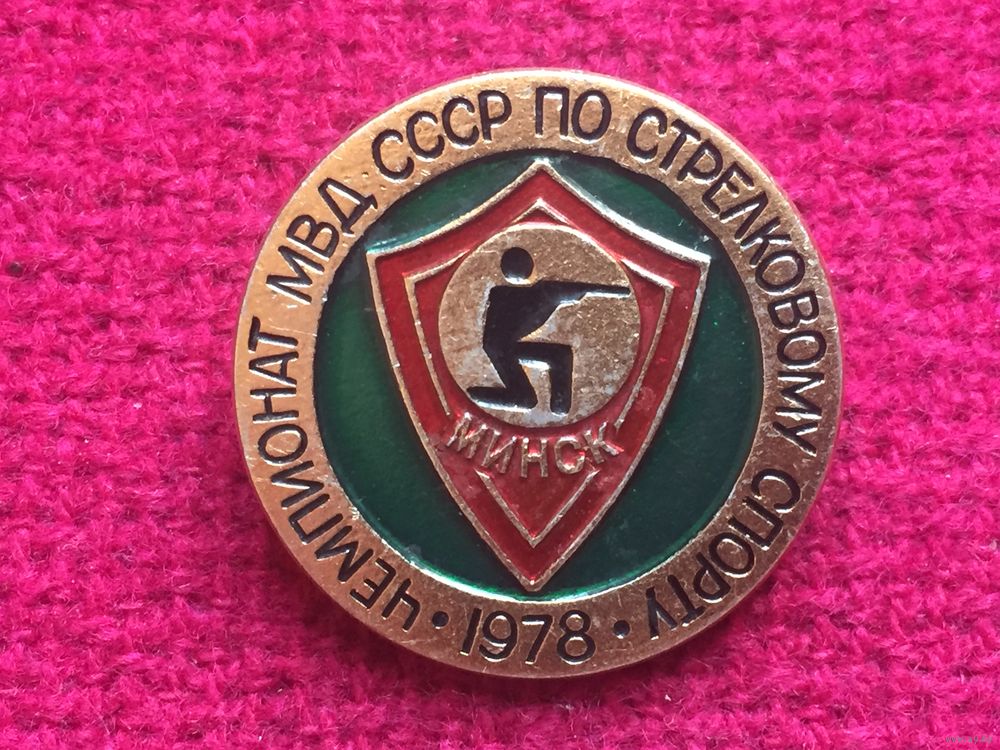 ЧЕМПИОНАТ МВД СССР ПО СТРЕЛКОВОМУ СПОРТУ
• 1978 •
МИНСК